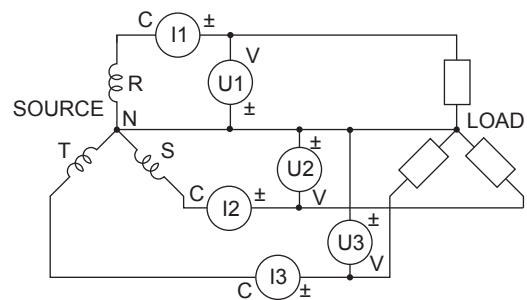 C I1 ±
V
R U1
±
SOURCE N LOAD
T S ±
U2
C ± V
I2 ±
U3
C I3 ± V